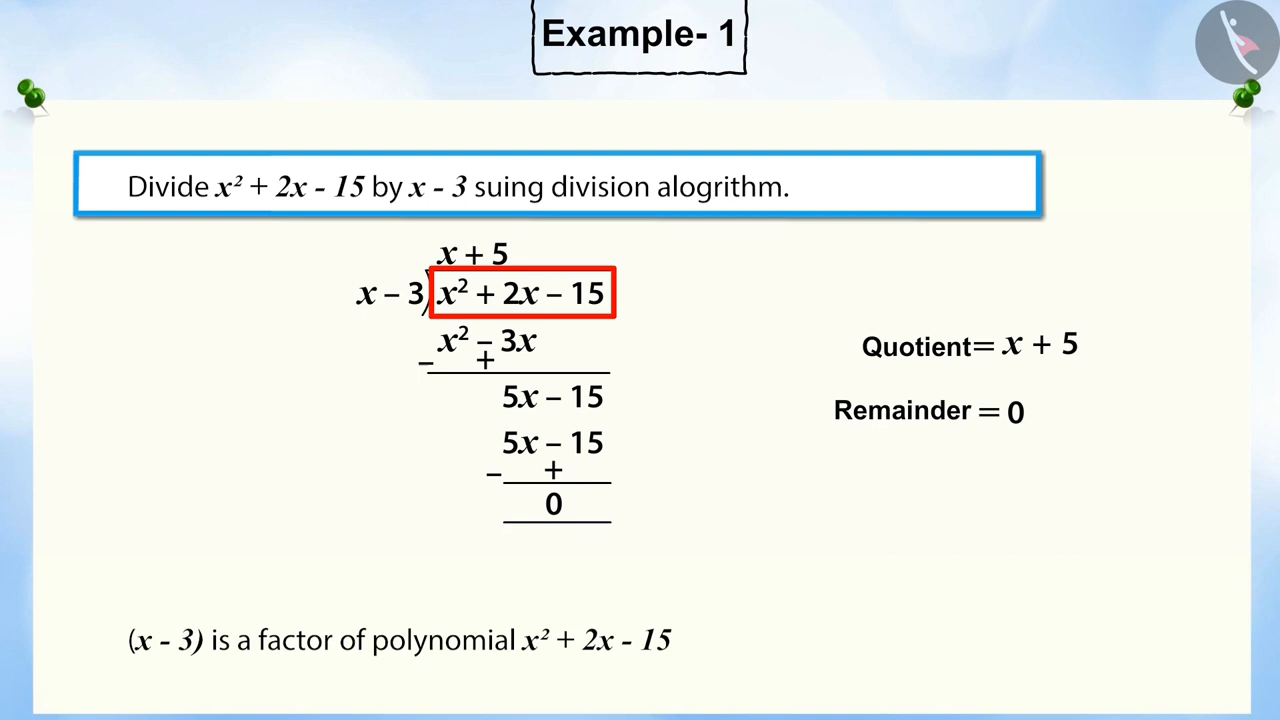 Example- 1
Divide x² + 2x - 15 by x - 3 suing division alogrithm.
x + 5
x – 3)x² + 2x – 15
x² – 3x
– +
Quotient= x + 5
5x – 15
Remainder = 0
5x – 15
– +
0
(x - 3) is a factor of polynomial x² + 2x - 15